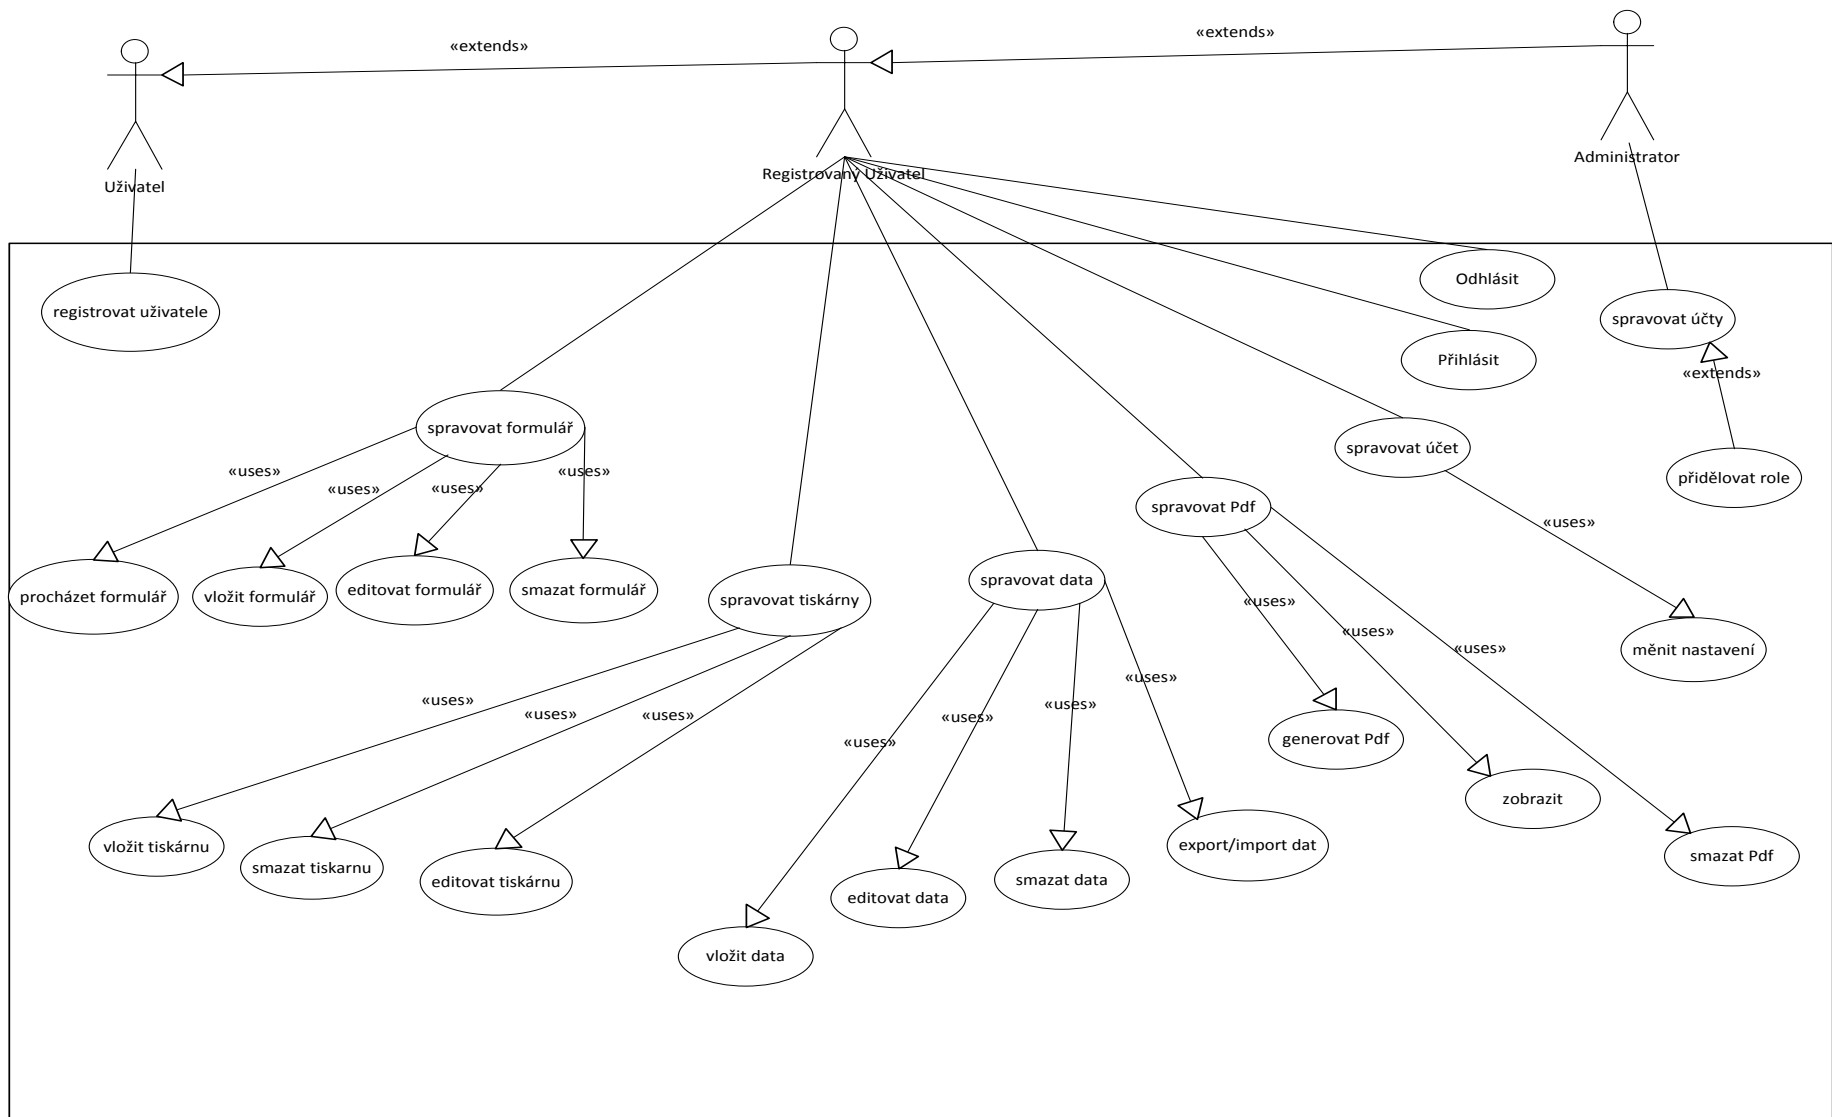 «extends»
«extends»
Uživatel
Registrovaný Uživatel
Administrator
registrovat uživatele
Odhlásit
spravovat účty
Přihlásit
«extends»
spravovat formulář
spravovat účet
přidělovat role
«uses»
«uses»
«uses»
«uses»
spravovat Pdf
«uses»
procházet formulář
vložit formulář
editovat formulář
smazat formulář
spravovat tiskárny
spravovat data
«uses»
«uses»
«uses»
měnit nastavení
«uses»
«uses»
«uses»
«uses»
«uses»
«uses»
«uses»
generovat Pdf
zobrazit
vložit tiskárnu
smazat tiskarnu
editovat tiskárnu
export/import dat
smazat Pdf
editovat data
smazat data
vložit data